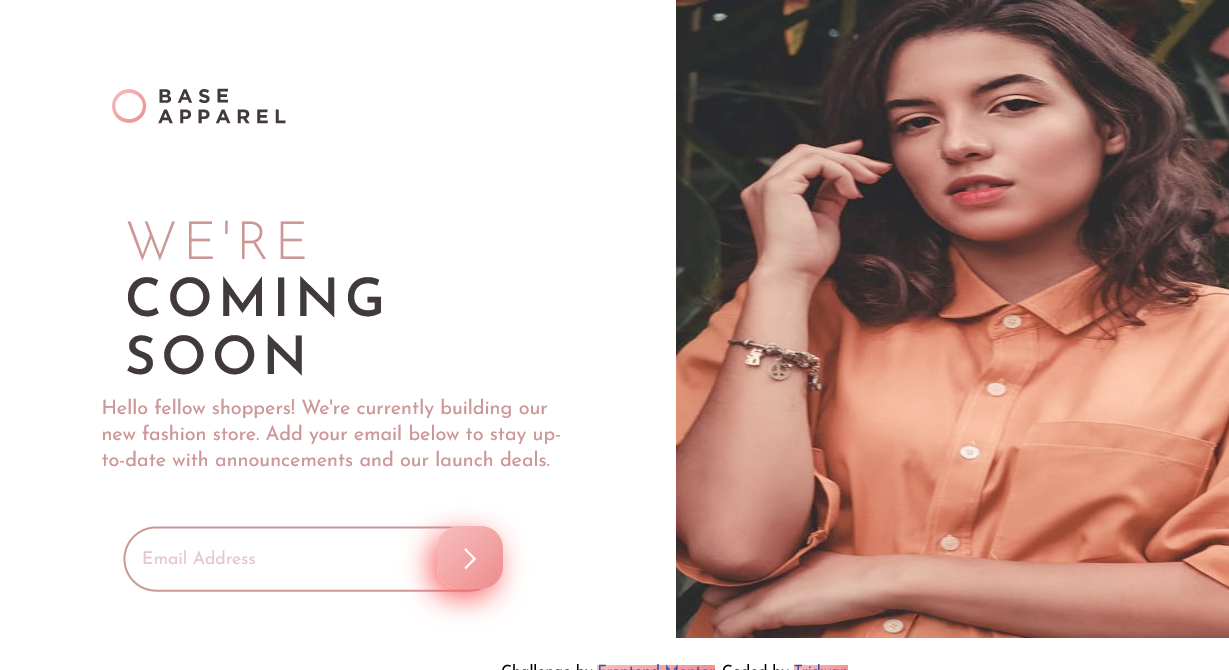 BASE
APPAREL
WE'RE
COMING
SOON
Hello fellow shoppers! We're currently building our
new fashion store. Add your email below to stay up-
to-date with announcements and our launch deals.
Email Address
Challenge by Frontend Mentor. Coded by